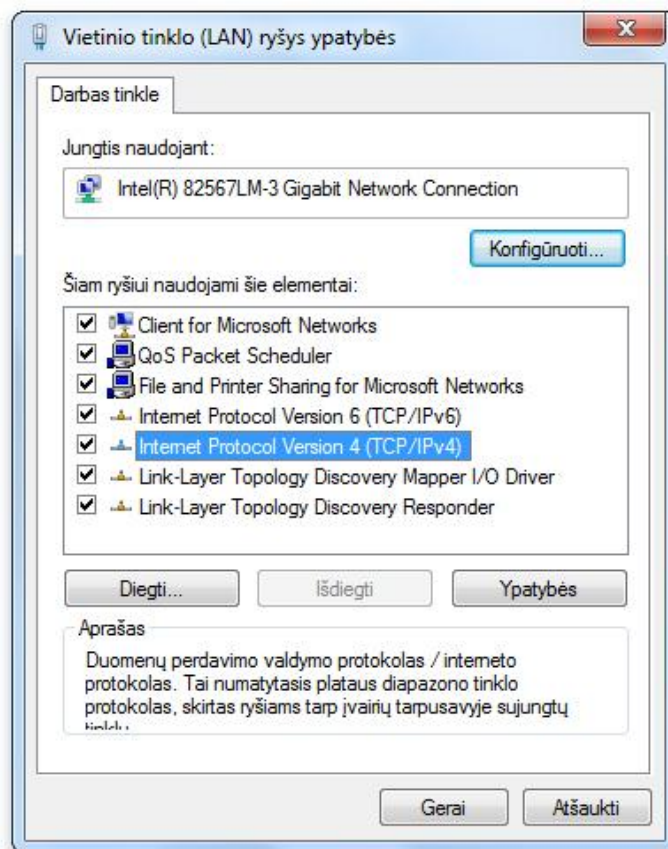 Vietinio tinklo (LAN) ryšys ypatybės
Darbas tinkle
Jungtis naudojant:
Intel(R) 82567LM-3 Gigabit Network Connection
Konfigūruoti...
Šiam ryšiui naudojami šie elementai:
Client for Microsoft Networks
QoS Packet Scheduler
File and Printer Sharing for Microsoft Networks
Internet Protocol Version 6 (TCP/IPv6)
Internet Protocol Version 4 (TCP/IPv4)
Link-Layer Topology Discovery Mapper I/O Driver
Link-Layer Topology Discovery Responder
Diegti... Išdiegti Ypatybės
Aprašas
Duomenų perdavimo valdymo protokolas / interneto
protokolas. Tai numatytasis plataus diapazono tinklo
protokolas, skirtas ryšiams tarp įvairių tarpusavyje sujungtų
Gerai Atšaukti